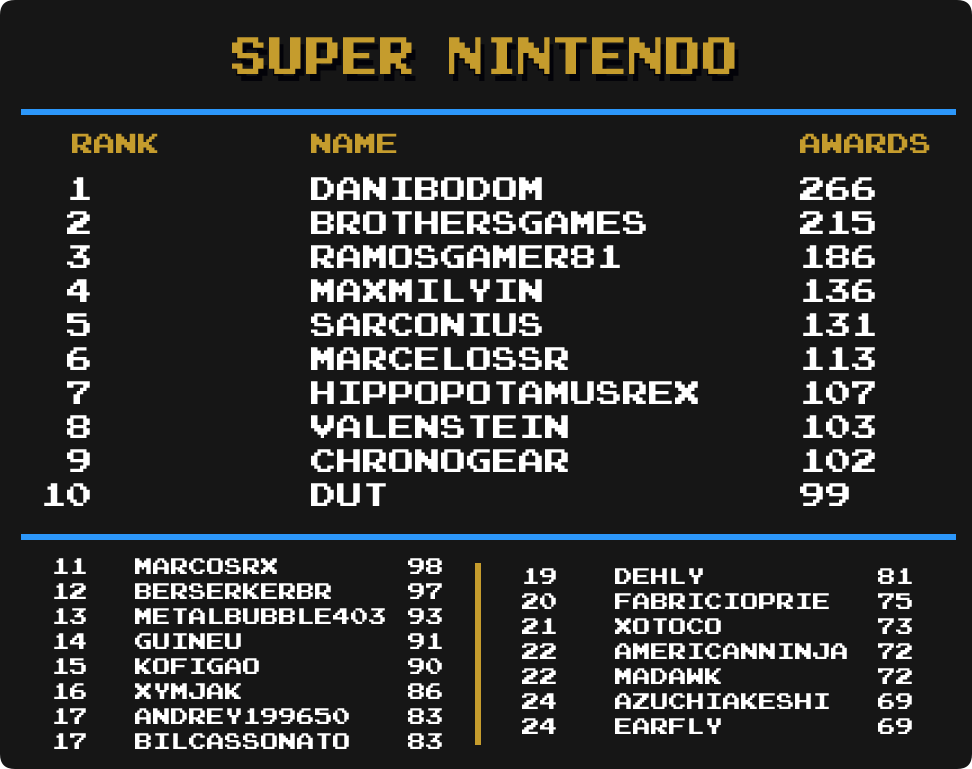 SUPER NINTENDO
RANK NAME AWARDS
1 DANIBODOM 266
2 BROTHERSGAMES 215
3 RAMOSGAMER81 186
4 MAXMILYIN 136
5 SARCONIUS 131
6 MARCELOSSR 113
7 HIPPOPOTAMUSREX 107
8 VALENSTEIN 103
9 CHRONOGEAR 102
10 DUT 99
11 MARCOSRX 98
12 BERSERKERBR 97
13 METALBUBBLE403 93
14 GUINEU 91
15 KOFIGAO 90
16 XYMJAK 86
17 ANDREY199650 83
17 BILCASSONATO 83
19 DEHLY 81
20 FABRICIOPRIE 75
21 XOTOCO 73
22 AMERICANNINJA 72
22 MADAWK 72
24 AZUCHIAKESHI 69
24 EARFLY 69